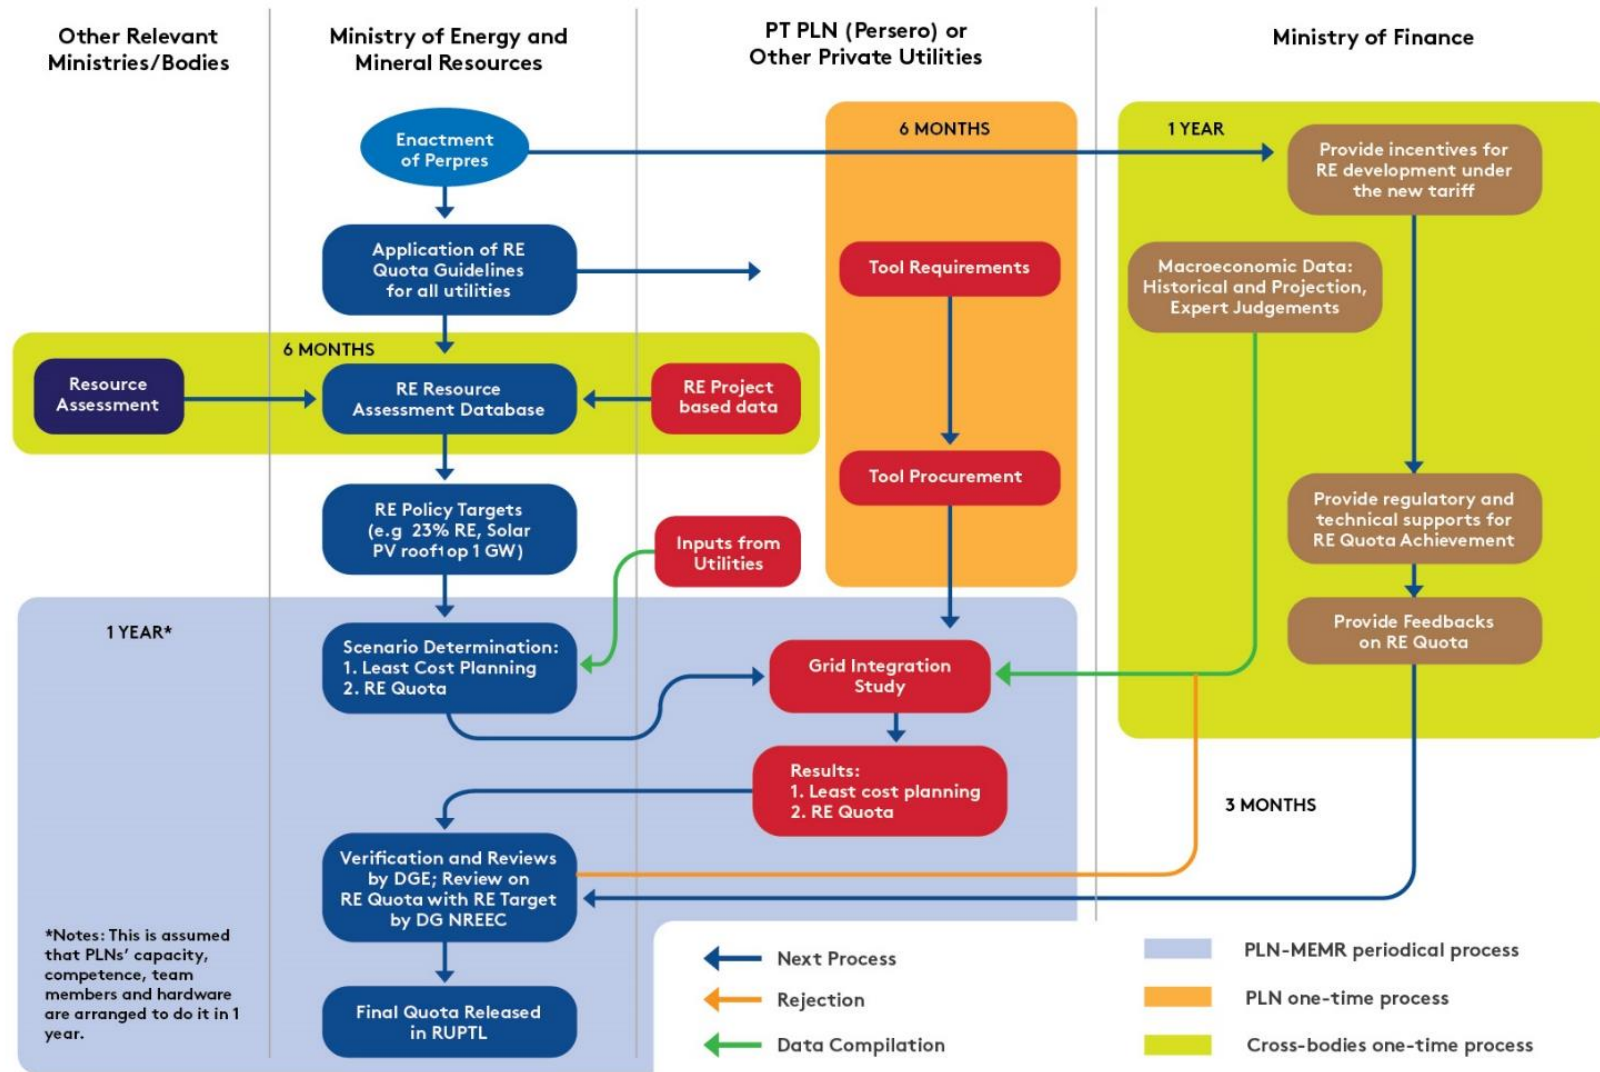 Other Relevant
Ministries/Bodies
Ministry of Energy and
Mineral Resources
PT PLN (Persero) or
Other Private Utilities
Ministry of Finance
Enactment
of Perpres
6 MONTHS
1 YEAR
Provide incentives for
RE development under
the new tariff
Application of RE
Quota Guidelines
for all utilities
Tool Requirements
Macroeconomic Data:
Historical and Projection,
Expert Judgements
6 MONTHS
Resource
Assessment
RE Resource
Assessment Database
RE Project
based data
Tool Procurement
RE Policy Targets
(e.g 23% RE, Solar
PV rooftop 1 GW)
Inputs from
Utilities
Provide regulatory and
technical supports for
RE Quota Achievement
1 YEAR*
Scenario Determination:
1. Least Cost Planning
2. RE Quota
Grid Integration
Study
Provide Feedbacks
on RE Quota
Results:
1. Least cost planning
2. RE Quota
3 MONTHS
Verification and Reviews
by DGE; Review on
RE Quota with RE Target
by DG NREEC
*Notes: This is assumed
that PLNs' capacity,
competence, team
members and hardware
are arranged to do it in 1
year.
Final Quota Released
in RUPTL
Next Process
Rejection
Data Compilation
PLN-MEMR periodical process
PLN one-time process
Cross-bodies one-time process